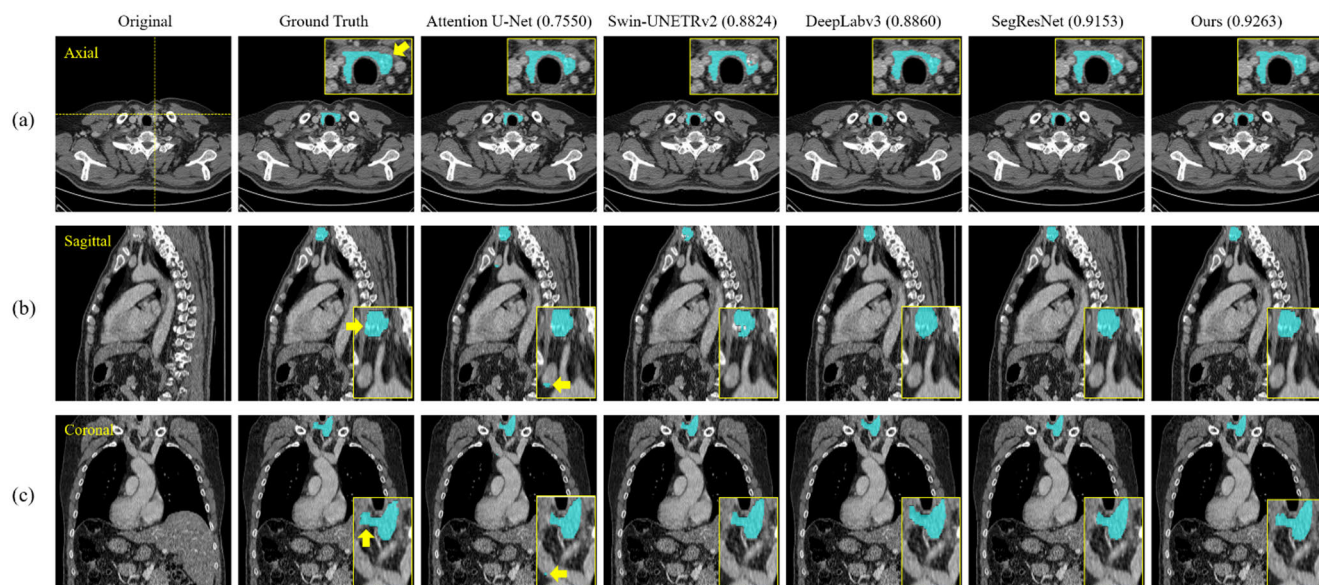 Original Ground Truth Attention U-Net (0.7550) Swin-UNETRv2 (0.8824) DeepLabv3 (0.8860) SegResNet (0.9153) Ours (0.9263)
Axial
(a)
Sagittal
(b)
Coronal
(c)